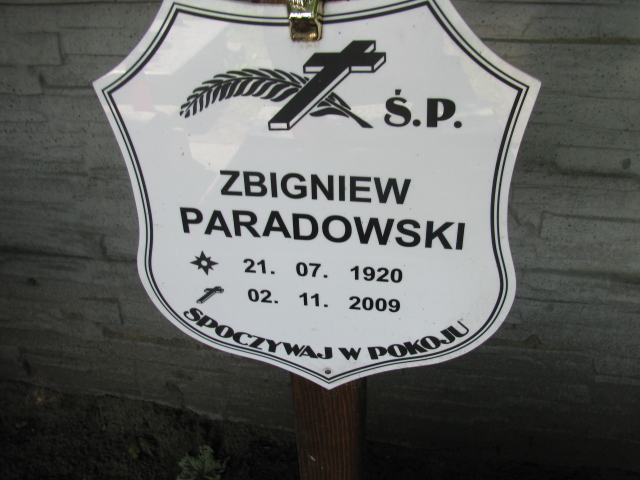 Ś.P.
ZBIGNIEW
PARADOWSKI
21. 07. 1920
02. 11. 2009
SPOCZYWAJ W POKOJU